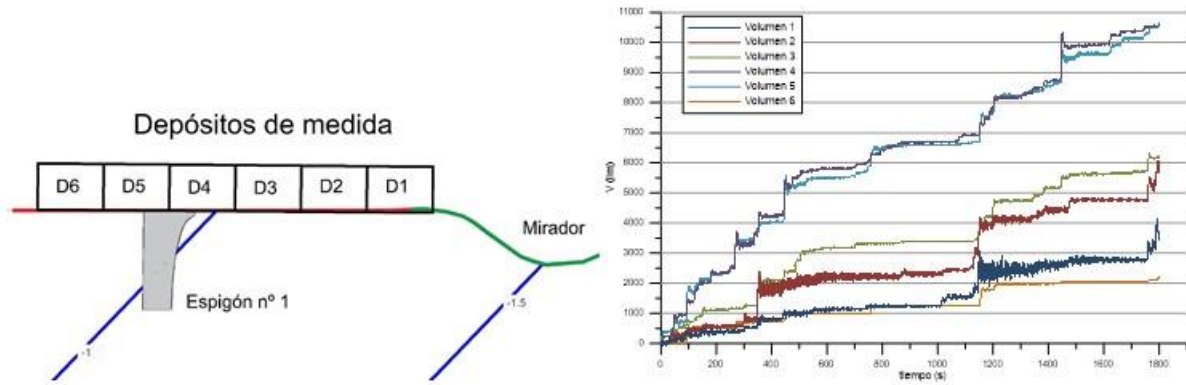 Depósitos de medida
D6 D5 D4 D3 D2 D1
Mirador
Espigón nº 1
-1
-1.5
Volumen 1
Volumen 2
Volumen 3
Volumen 4
Volumen 5
Volumen 6
11000
10000
9000
8000
7000
6000
5000
4000
3000
2000
1000
0
V (l/m)
0 200 400 600 800 1000 1200 1400 1600 1800
tiempo (s)